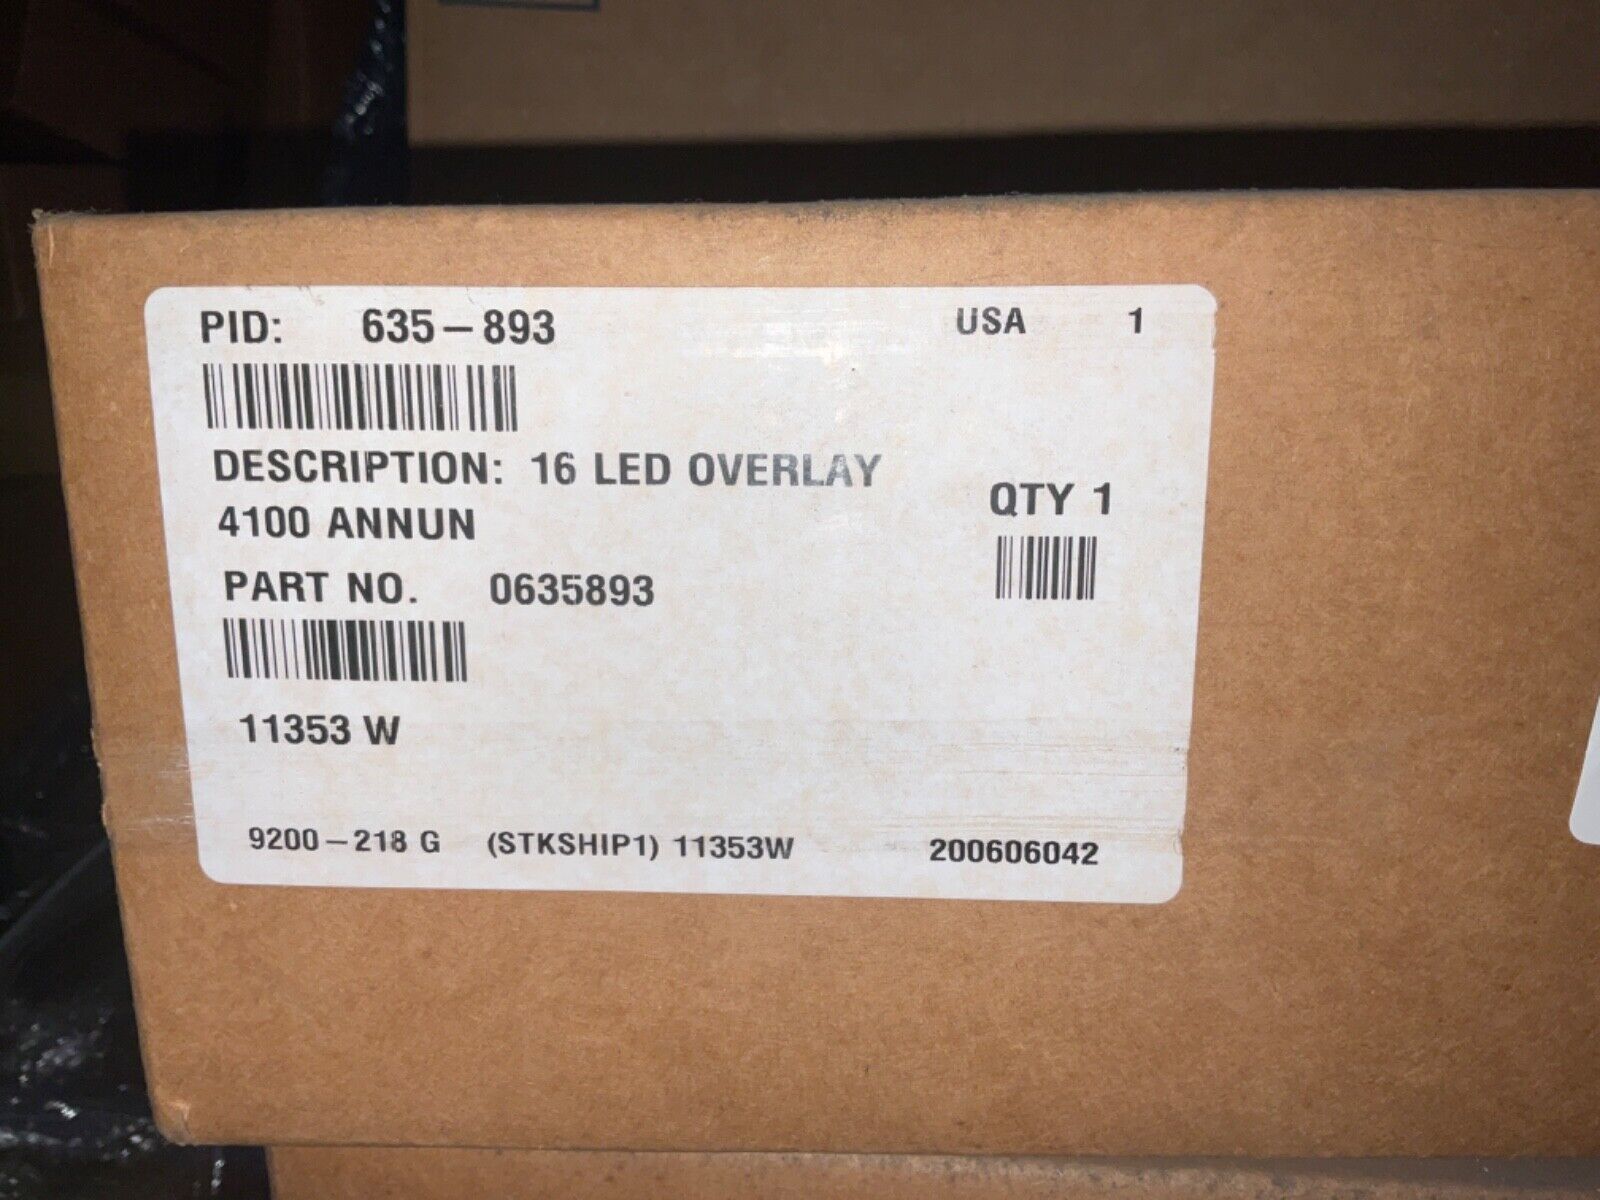 PID: 635-893 USA 1
DESCRIPTION: 16 LED OVERLAY
4100 ANNUN
QTY 1
PART NO. 0635893
11353 W
9200-218 G (STKSHIP1) 11353W 200606042